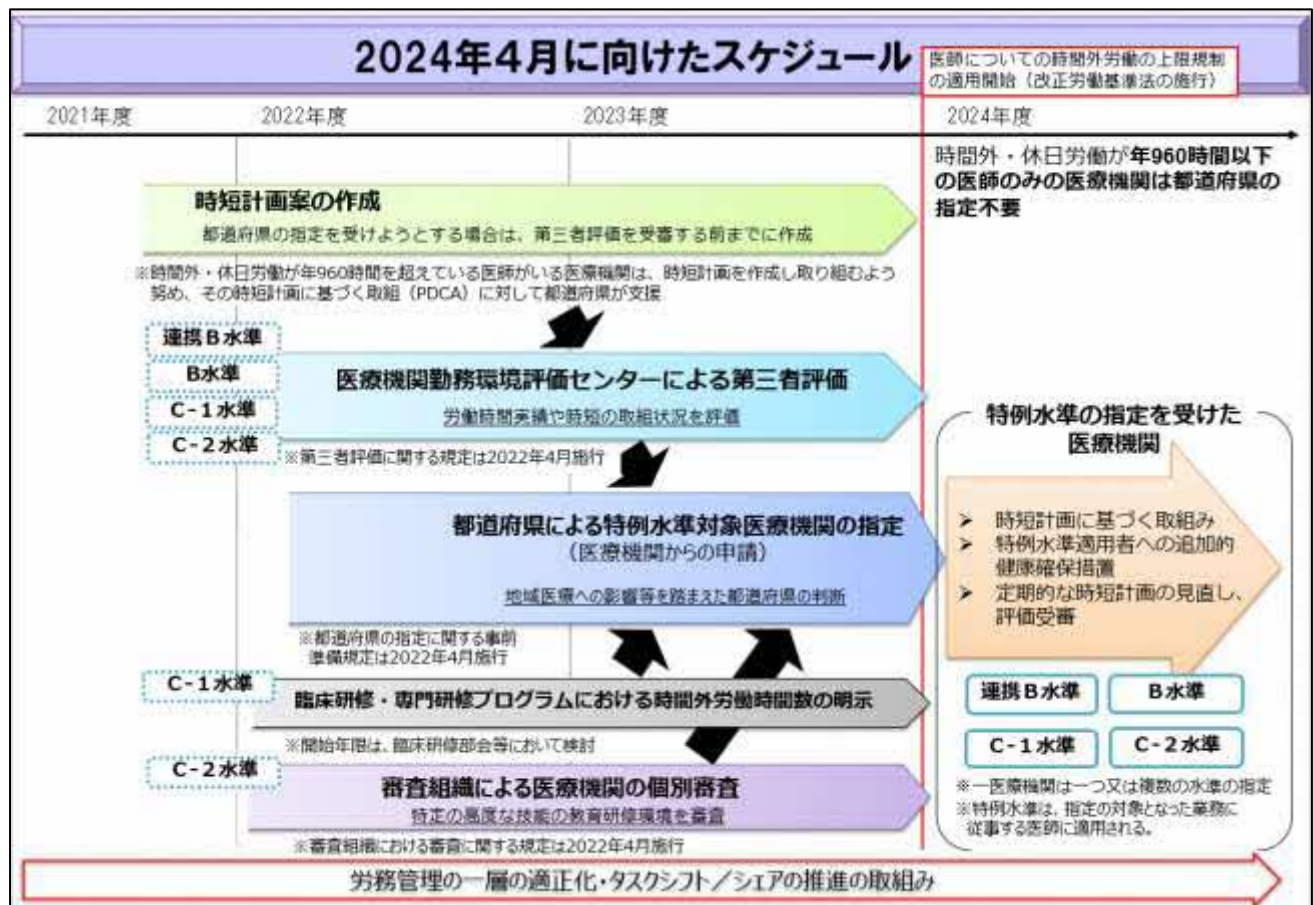 2024年4月に向けたスケジュール
医師についての時間外労働の上限規制
の適用開始（改正労働基準法の施行）
2021年度
2022年度
2023年度
2024年度
時間外・休日労働が年960時間以下
の医師のみの医療機関は都道府県の
指定不要
時短計画案の作成
都道府県の指定を受けようとする場合は、第三者評価を受審する前までに作成
※時間外・休日労働が年960時間を超えている医師がいる医療機関は、時短計画を作成し取り組むよう
努め、その時短計画に基づく取組（PDCA）に対して都道府県が支援
連携B水準
B水準
C-1水準
C-2水準
医療機関勤務環境評価センターによる第三者評価
労働時間実績や時短の取組状況を評価
※第三者評価に関する規定は2022年4月施行
都道府県による特例水準対象医療機関の指定
（医療機関からの申請）
地域医療への影響等を踏まえた都道府県の判断
※都道府県の指定に関する事前
準備規定は2022年4月施行
C-1水準
臨床研修・専門研修プログラムにおける時間外労働時間数の明示
※開始年限は、臨床研修部会等において検討
C-2水準
審査組織による医療機関の個別審査
特定の高度な技能の教育研修環境を審査
※審査組織における審査に関する規定は2022年4月施行
特例水準の指定を受けた
医療機関
➢ 時短計画に基づく取組み
➢ 特例水準適用者への追加的
健康確保措置
➢ 定期的な時短計画の見直し、
評価受審
連携B水準
B水準
C-1水準
C-2水準
※一医療機関は一つ又は複数の水準の指定
※特例水準は、指定の対象となった業務に
従事する医師に適用される。
労務管理の一層の適正化・タスクシフト／シェアの推進の取組み